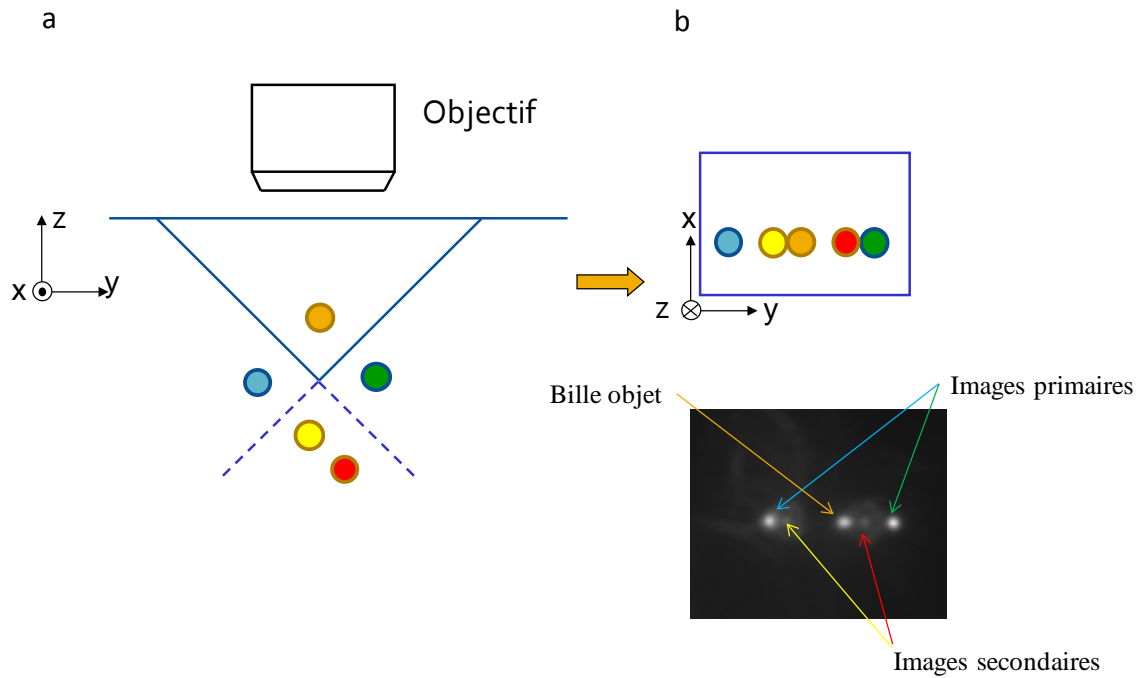 a
b
Objectif
z
x
y
x
z
y
Bille objet
Images primaires
Images secondaires